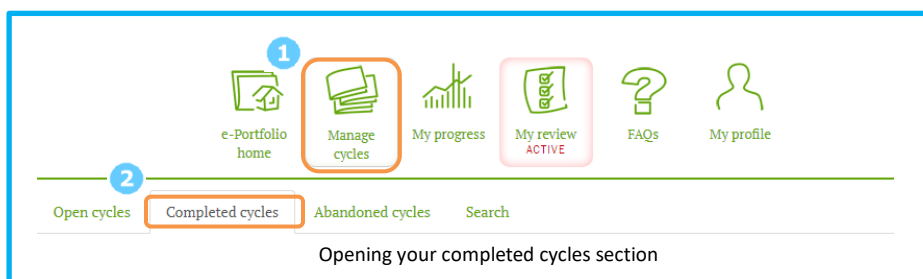 1
e-Portfolio
home
Manage
cycles
My progress
My review
ACTIVE
FAQs
My profile
2
Open cycles Completed cycles Abandoned cycles Search
Opening your completed cycles section